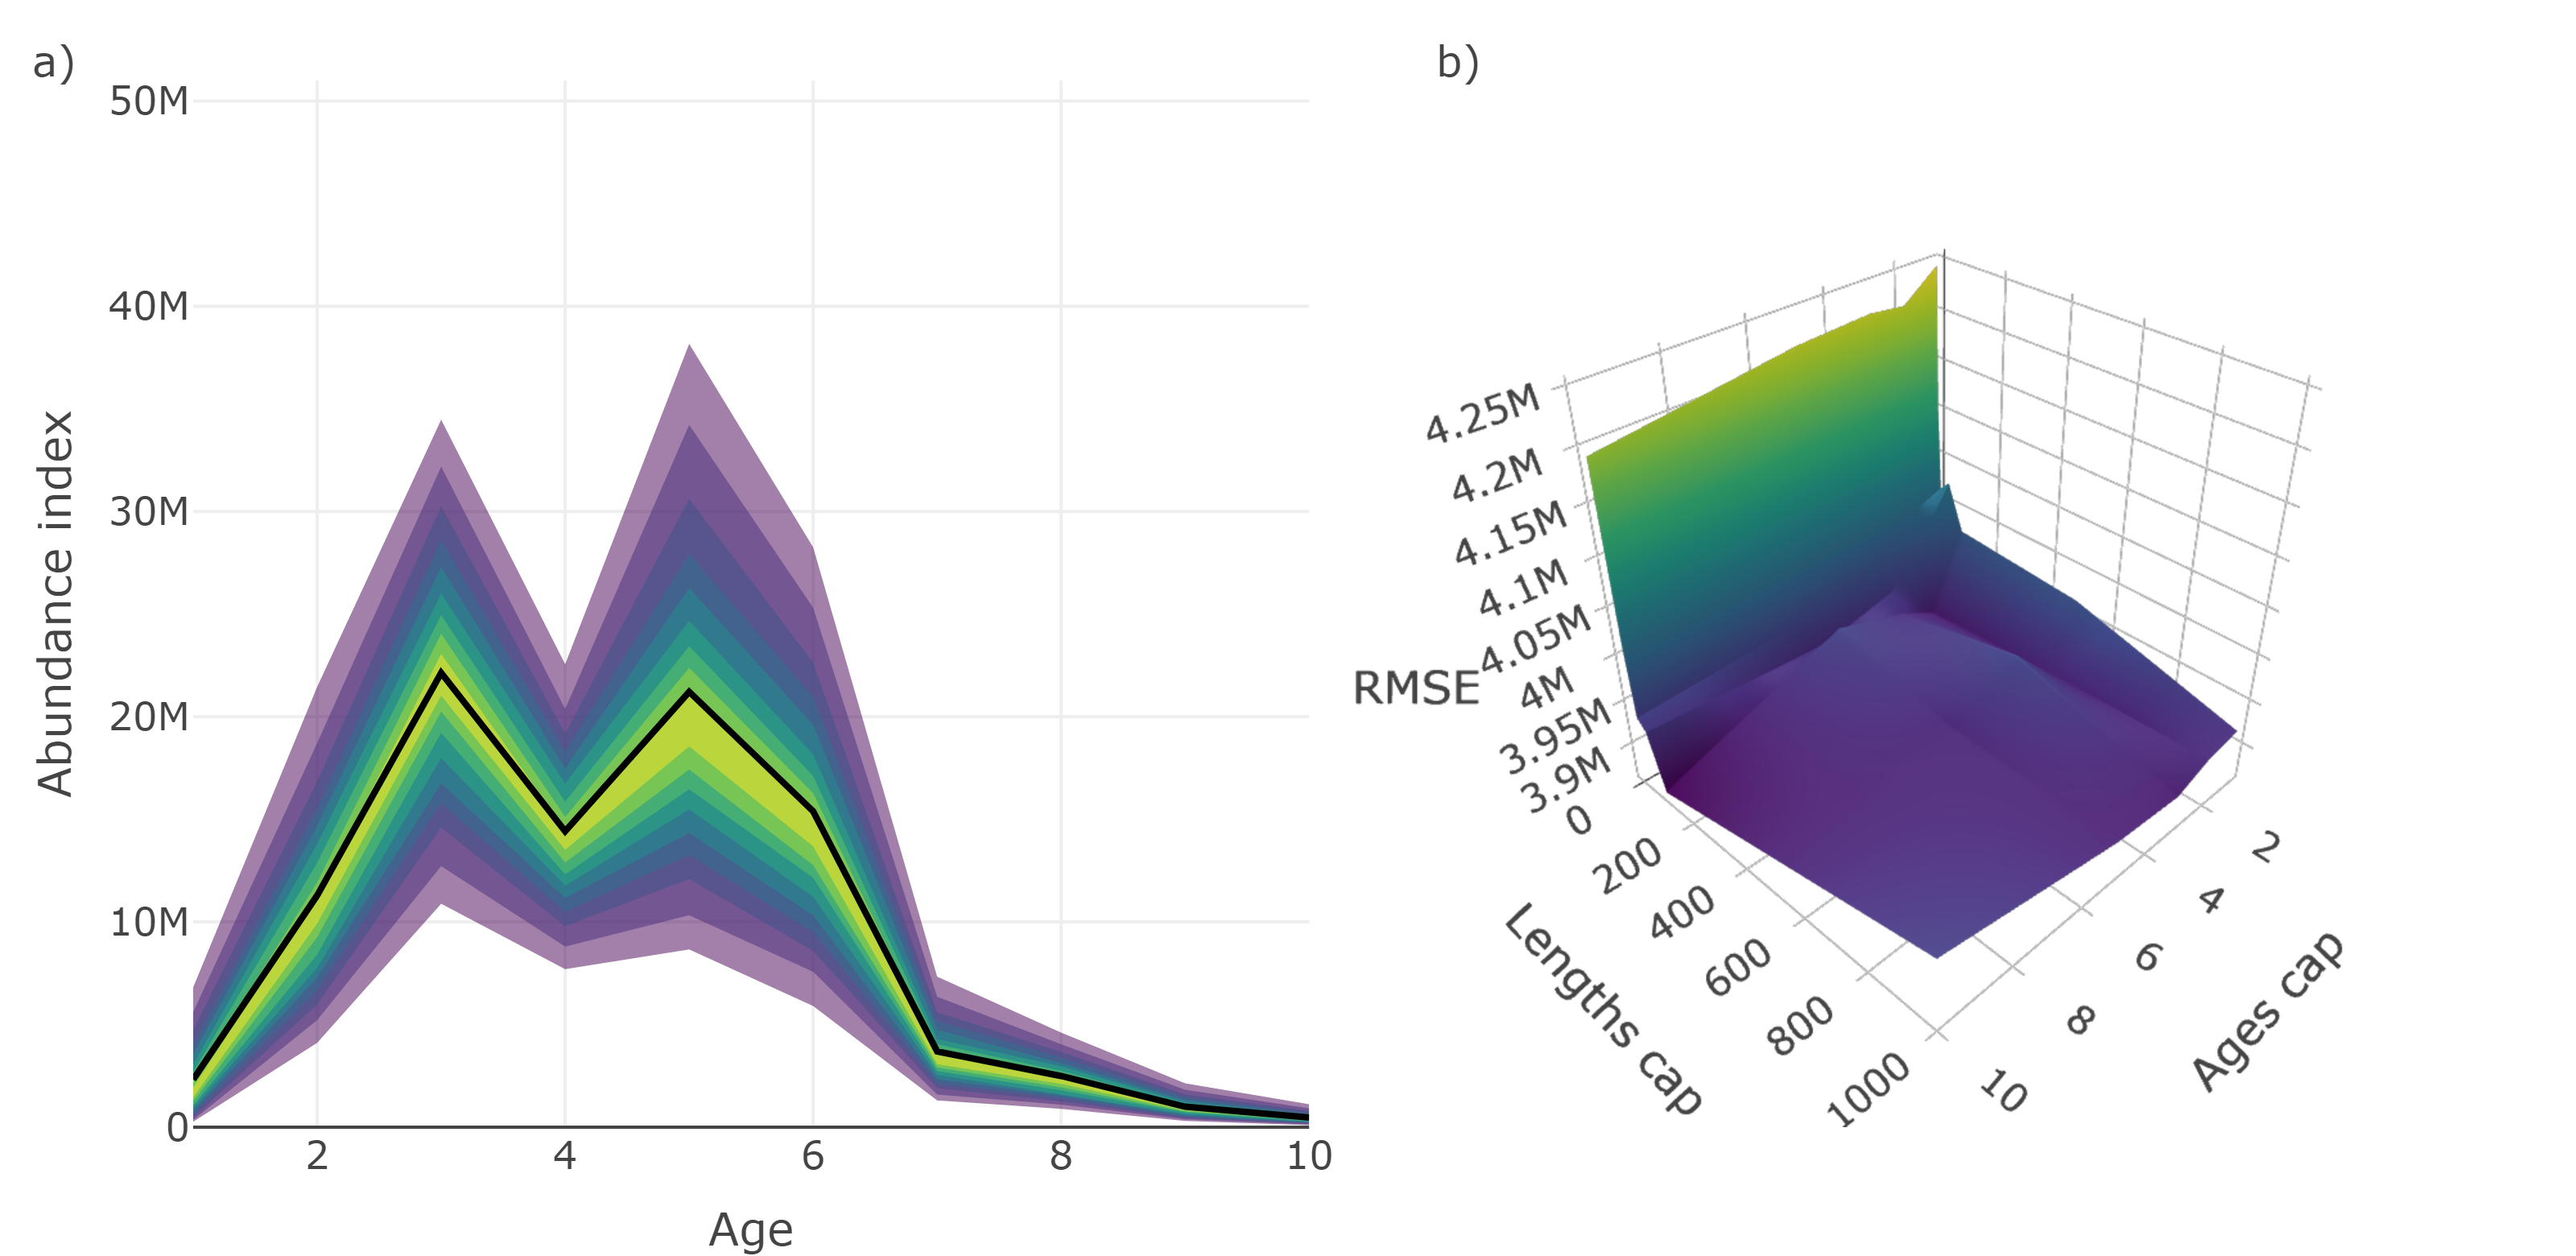 a)
50M
40M
30M
20M
10M
0
2
4
6
8
10
Age
Abundance index
b)
4.25M
4.2M
4.15M
4.1M
4.05M
4M
3.95M
3.9M
RMSE
0
200
400
600
800
1000
Lengths cap
2
4
6
8
10
Ages cap